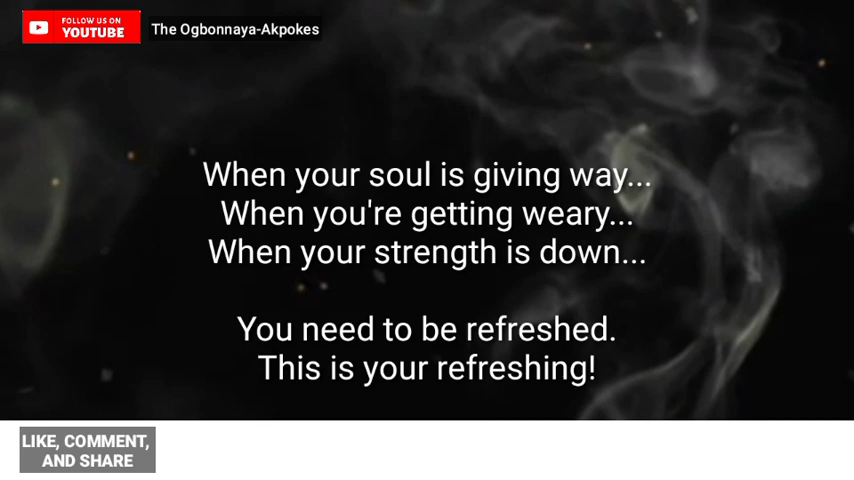 FOLLOW US ON
YOUTUBE
The Ogbonnaya-Akpokes
When your soul is giving way...
When you're getting weary...
When your strength is down...
You need to be refreshed.
This is your refreshing!
LIKE, COMMENT,
AND SHARE